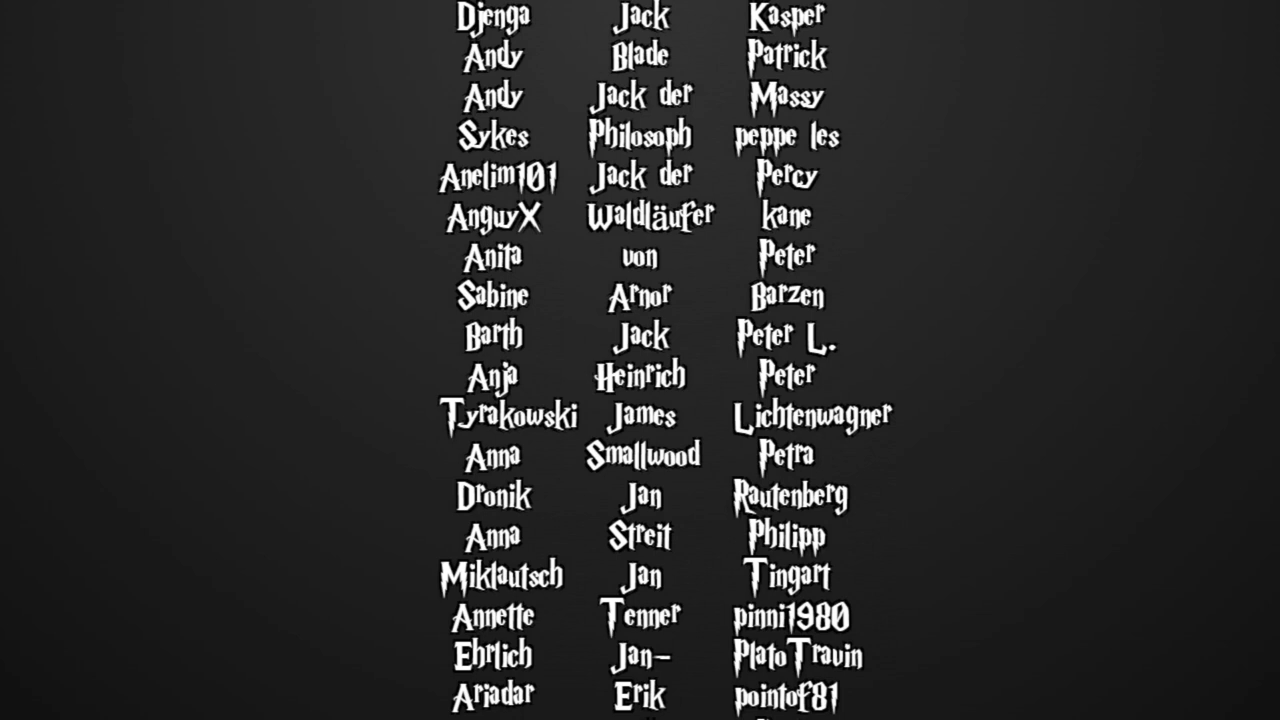 Djenga Jack Kasper
Andy Blade Patrick
Andy Jack der Massy
Sykes Philosoph peppe les
Anelim101 Jack der Percy
AnguyX Waldläufer kane
Anita von Peter
Sabine Arnor Barzen
Barth Jack Peter L.
Anja Heinrich Peter
Tyrakowski James Lichtenwagner
Anna Smallwood Petra
Dronik Jan Rautenberg
Anna Streit Philipp
Miklautsch Jan Tingart
Annette Tenner pinni1980
Ehrlich Jan- PlatoTravin
Ariadar Erik pointof81